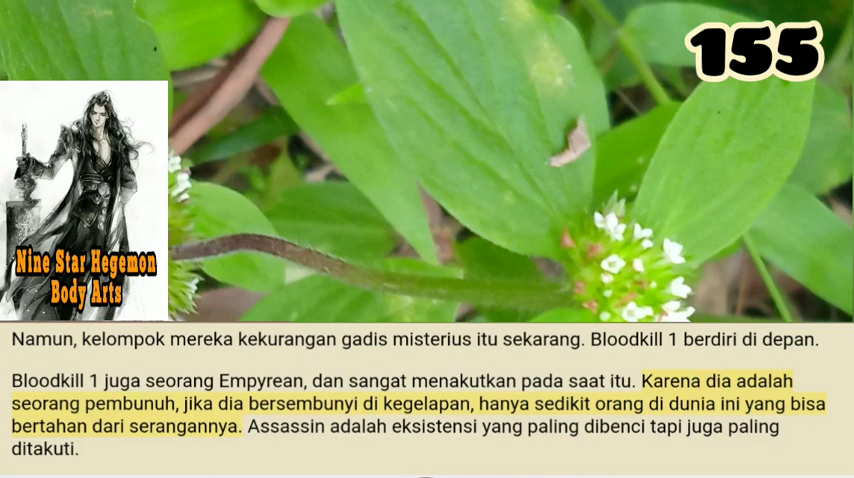 155
Nine Star Hegemon
Body Arts
Namun, kelompok mereka kekurangan gadis misterius itu sekarang. Bloodkill 1 berdiri di depan.
Bloodkill 1 juga seorang Empyrean, dan sangat menakutkan pada saat itu. Karena dia adalah
seorang pembunuh, jika dia bersembunyi di kegelapan, hanya sedikit orang di dunia ini yang bisa
bertahan dari serangannya. Assassin adalah eksistensi yang paling dibenci tapi juga paling
ditakuti.